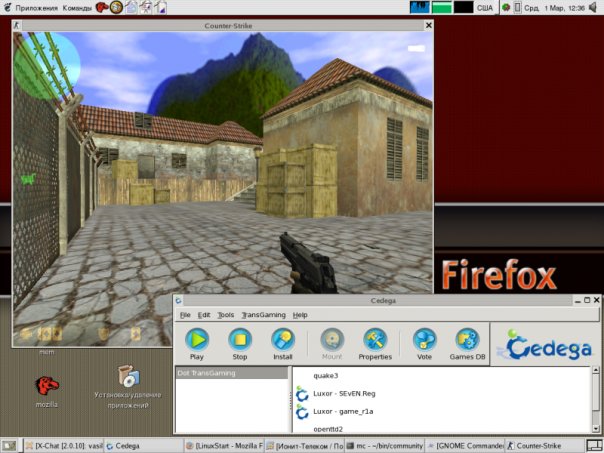 Приложения Команды
США
Срд, 1 Мар, 12:36
Counter-Strike
Firefox
Cedega
File Edit Tools TransGaming Help
Play Stop Install Mount Properties Vote Games DB
Cedega
Dot TransGaming
quake3
Luxor - SEvEN.Reg
Luxor - game_r1a
openttd2
mozilla
Установка/удаление
приложений
[X-Chat [2.0.10]: vasil
Cedega
[LinuxStart - Mozilla F
[Ионит-Телеком / По
mc - ~/bin/community
[GNOME Commander
Counter-Strike